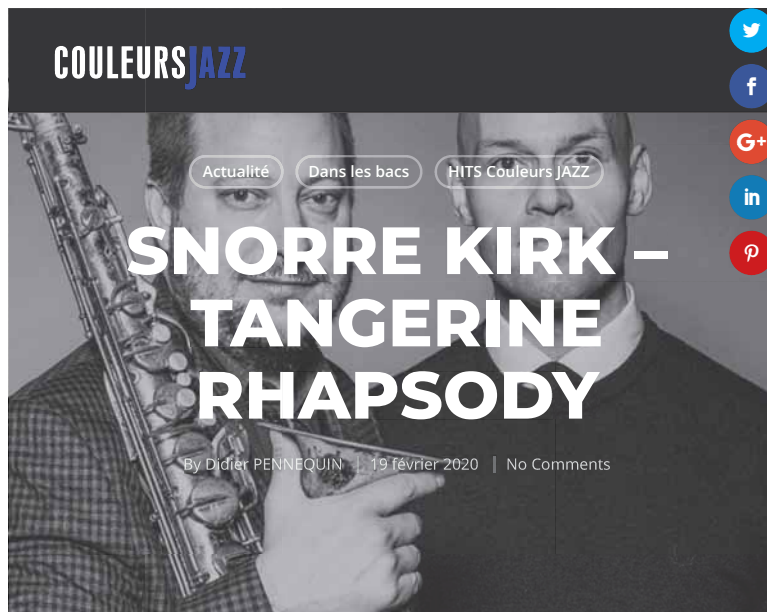 COULEURSJAZZ
Actualité
Dans les bacs
HITS Couleurs JAZZ
SNORRE KIRK –
TANGERINE
RHAPSODY
By Didier PENNEQUIN | 19 février 2020 | No Comments